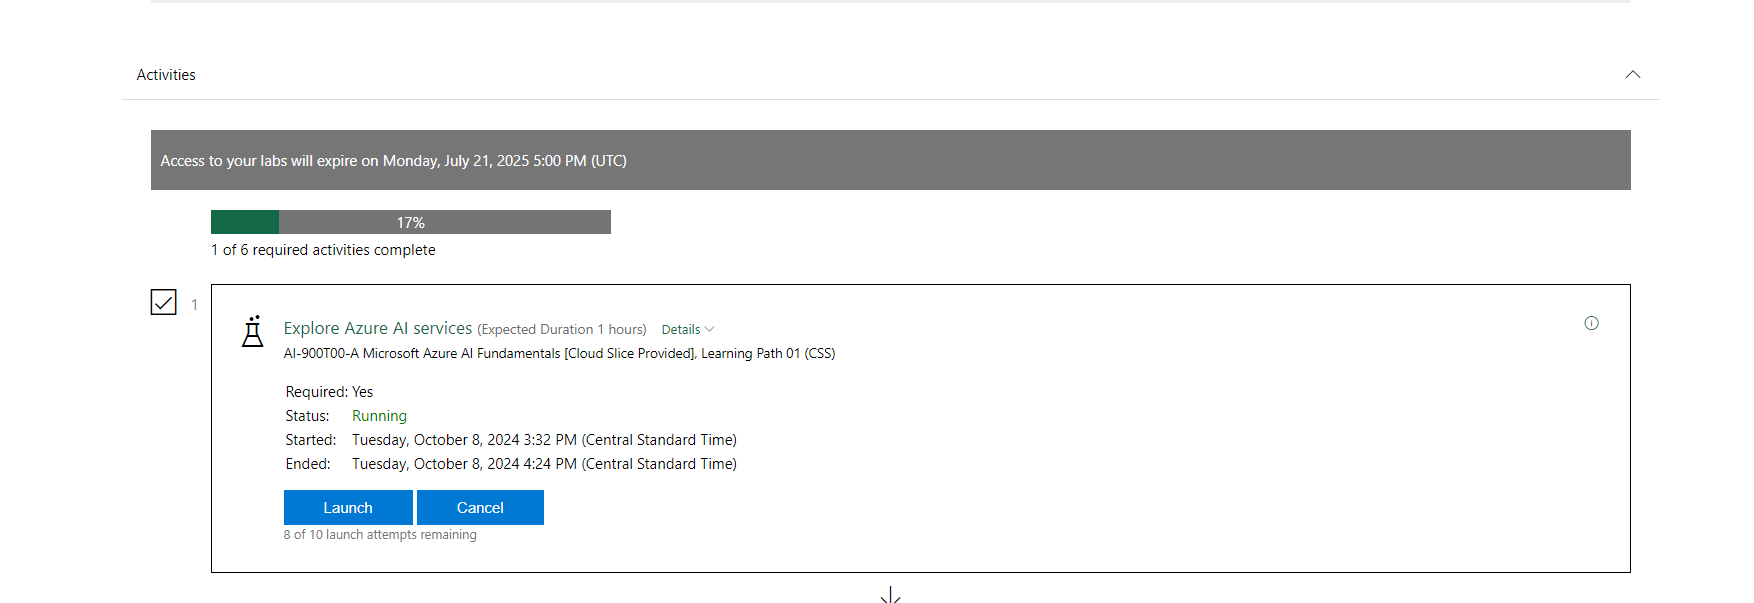 Activities
Access to your labs will expire on Monday, July 21, 2025 5:00 PM (UTC)
17%
1 of 6 required activities complete
1
Explore Azure AI services (Expected Duration 1 hours) Details
AI-900T00-A Microsoft Azure AI Fundamentals [Cloud Slice Provided], Learning Path 01 (CSS)
Required: Yes
Status: Running
Started: Tuesday, October 8, 2024 3:32 PM (Central Standard Time)
Ended: Tuesday, October 8, 2024 4:24 PM (Central Standard Time)
Launch Cancel
8 of 10 launch attempts remaining